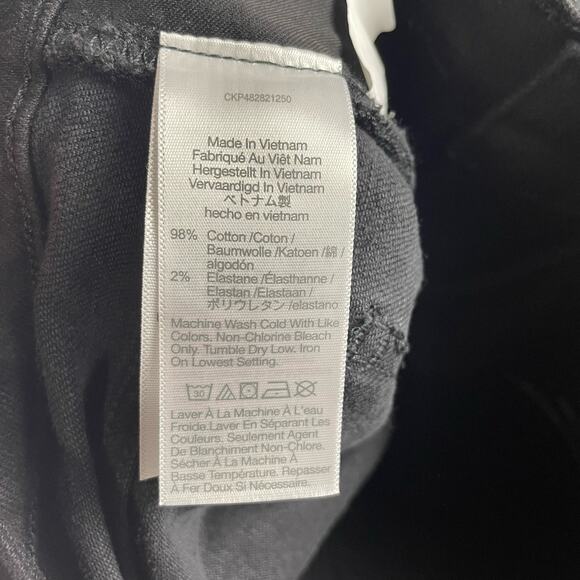 CKP482821250
Made In Vietnam
Fabriqué Au Viêt Nam
Hergestellt In Vietnam
Vervaardigd In Vietnam
ベトナム製
hecho en vietnam
98% Cotton /Coton /
Baumwolle /Katoen /綿 /
algodón
2% Elastane /Élasthanne /
Elastan /Elastaan /
ポリウレタン /elastano
Machine Wash Cold With Like
Colors. Non-Chlorine Bleach
Only. Tumble Dry Low. Iron
On Lowest Setting.
30
Laver À La Machine À L'eau
Froide.Laver En Séparant Les
Couleurs. Seulement Agent
De Blanchiment Non-Chlore.
Sécher À La Machine À
Basse Température. Repasser
À Fer Doux Si Nécessaire.